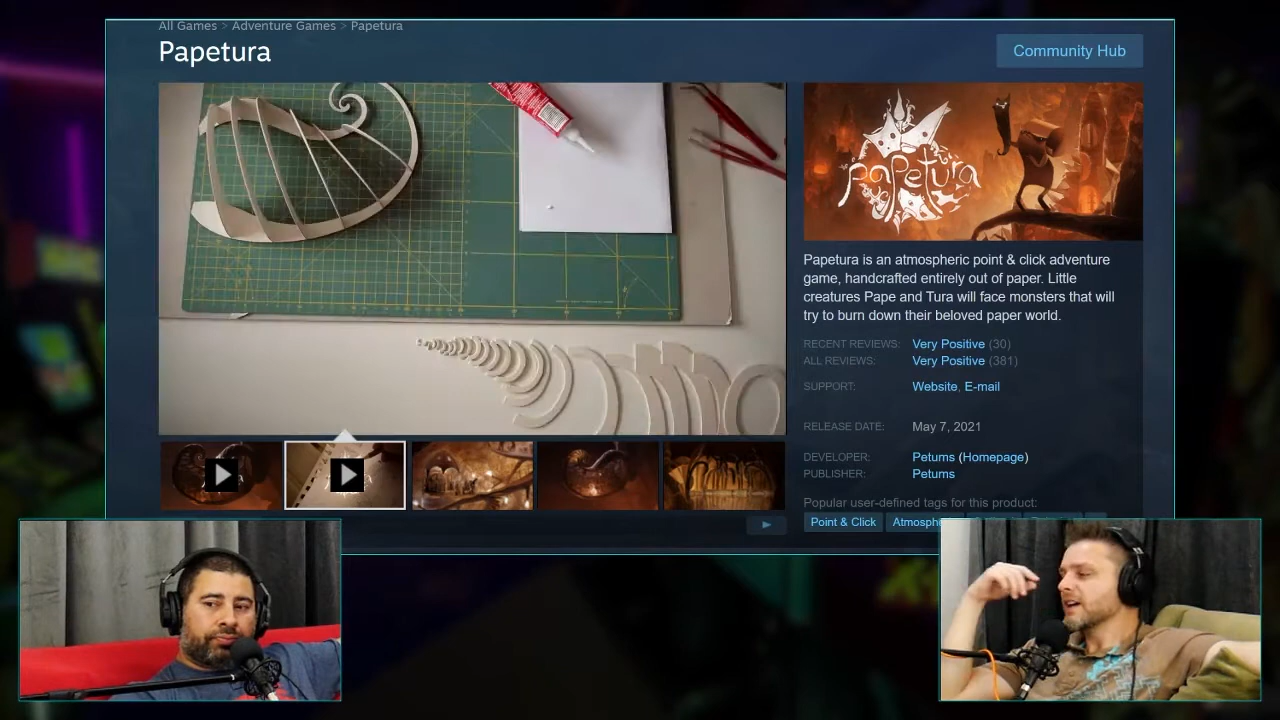 All Games > Adventure Games > Papetura
Papetura
Community Hub
papetura
Papetura is an atmospheric point & click adventure
game, handcrafted entirely out of paper. Little
creatures Pape and Tura will face monsters that will
try to burn down their beloved paper world.
RECENT REVIEWS: Very Positive (30)
ALL REVIEWS: Very Positive (381)
SUPPORT: Website, E-mail
RELEASE DATE: May 7, 2021
DEVELOPER: Petums (Homepage)
PUBLISHER: Petums
Popular user-defined tags for this product:
Point & Click